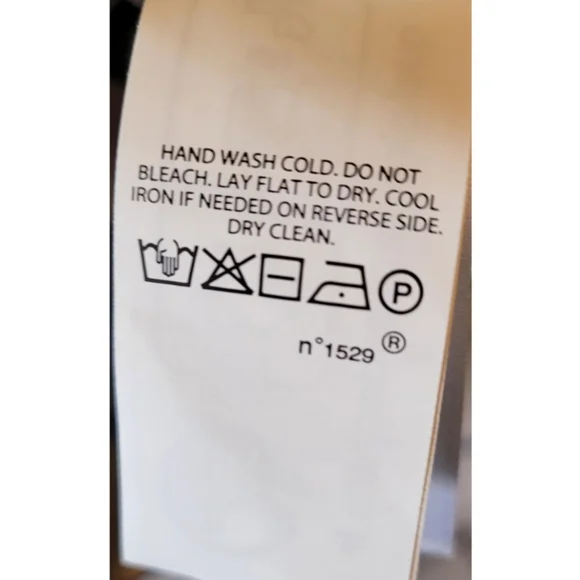 HAND WASH COLD. DO NOT
BLEACH. LAY FLAT TO DRY. COOL
IRON IF NEEDED ON REVERSE SIDE.
DRY CLEAN.
P
n°1529 ®